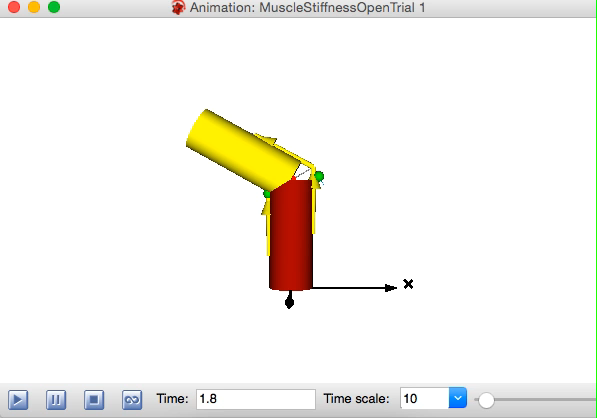 Animation: MuscleStiffnessOpenTrial 1
x
Time: 1.8 Time scale: 10